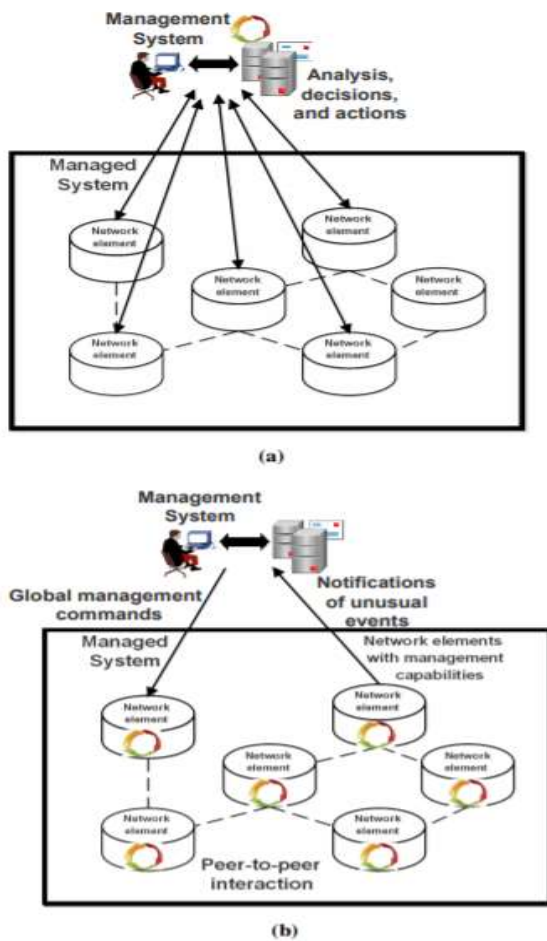 Management
System
Analysis,
decisions,
and actions
Managed
System
Network
element
Network
element
Network
element
Network
element
Network
element
Network
element
(a)
Management
System
Global management
commands
Notifications
of unusual
events
Managed
System
Network elements
with management
capabilities
Network
element
Network
element
Network
element
Network
element
Network
element
Network
element
Peer-to-peer
interaction
(b)